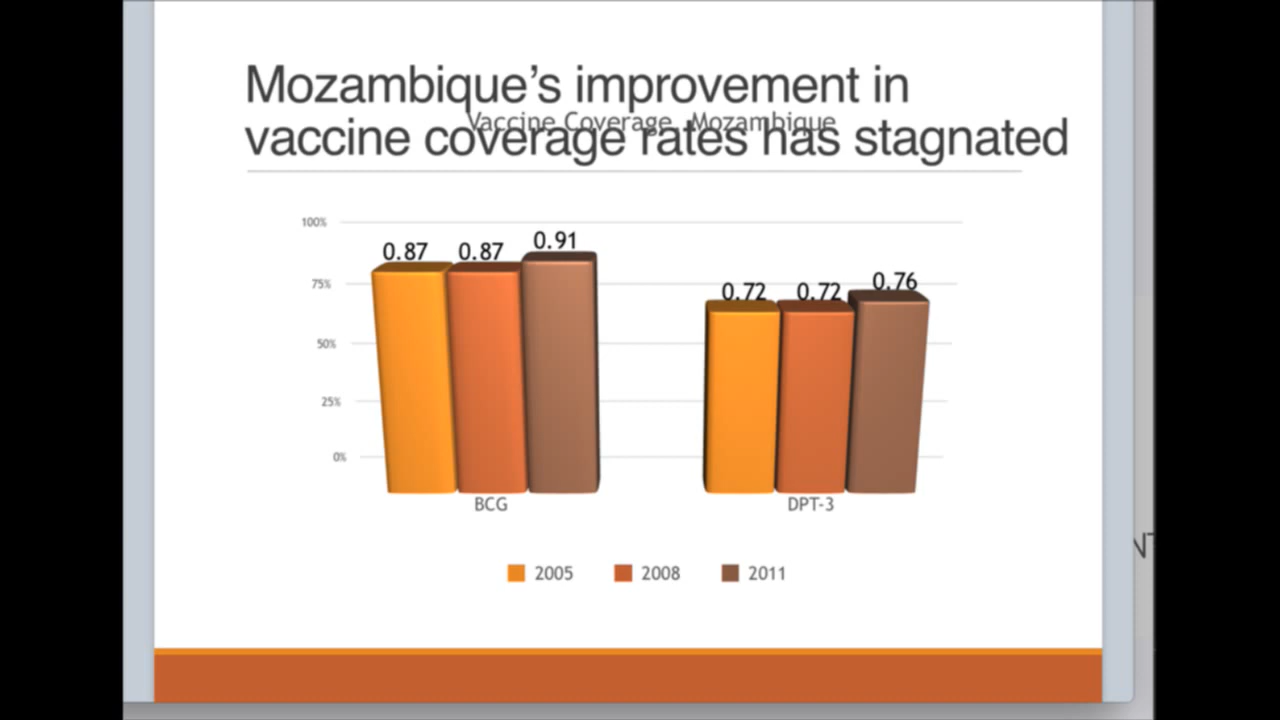 Mozambique's improvement in
Vaccine Coverage, Mozambique
vaccine coverage rates has stagnated
100%
75%
50%
25%
0%
0.87 0.87 0.91
0.72 0.72 0.76
BCG DPT-3
2005 2008 2011